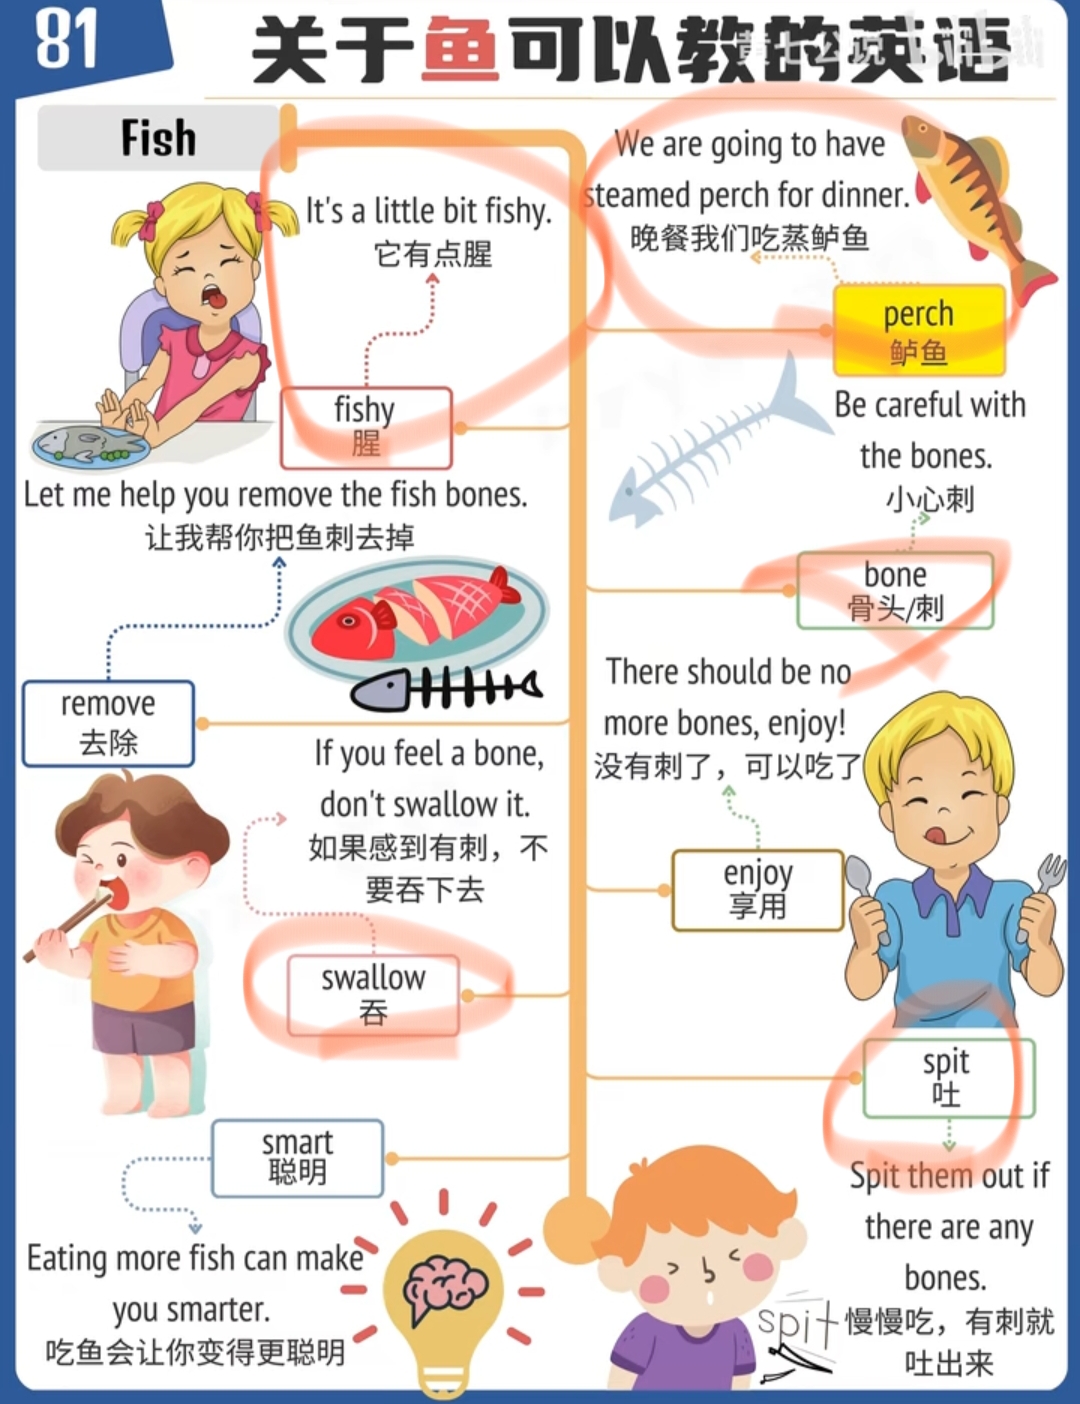 81
关于鱼可以教的英语
黄七公说 bilibili
Fish
It's a little bit fishy.
它有点腥
fishy
腥
We are going to have
steamed perch for dinner.
晚餐我们吃蒸鲈鱼
perch
鲈鱼
Be careful with
the bones.
小心刺
bone
骨头/刺
Let me help you remove the fish bones.
让我帮你把鱼刺去掉
remove
去除
There should be no
more bones, enjoy!
没有刺了，可以吃了
enjoy
享用
If you feel a bone,
don't swallow it.
如果感到有刺，不
要吞下去
swallow
吞
spit
吐
Spit them out if
there are any
bones.
慢慢吃，有刺就
吐出来
spit
smart
聪明
Eating more fish can make
you smarter.
吃鱼会让你变得更聪明